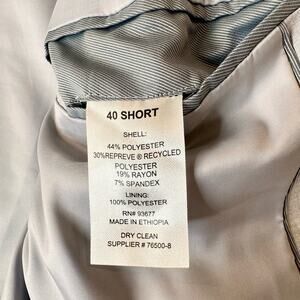 40 SHORT
SHELL:
44% POLYESTER
30%REPREVE ® RECYCLED
POLYESTER
19% RAYON
7% SPANDEX
LINING:
100% POLYESTER
RN# 93677
MADE IN ETHIOPIA
DRY CLEAN
SUPPLIER # 76500-8